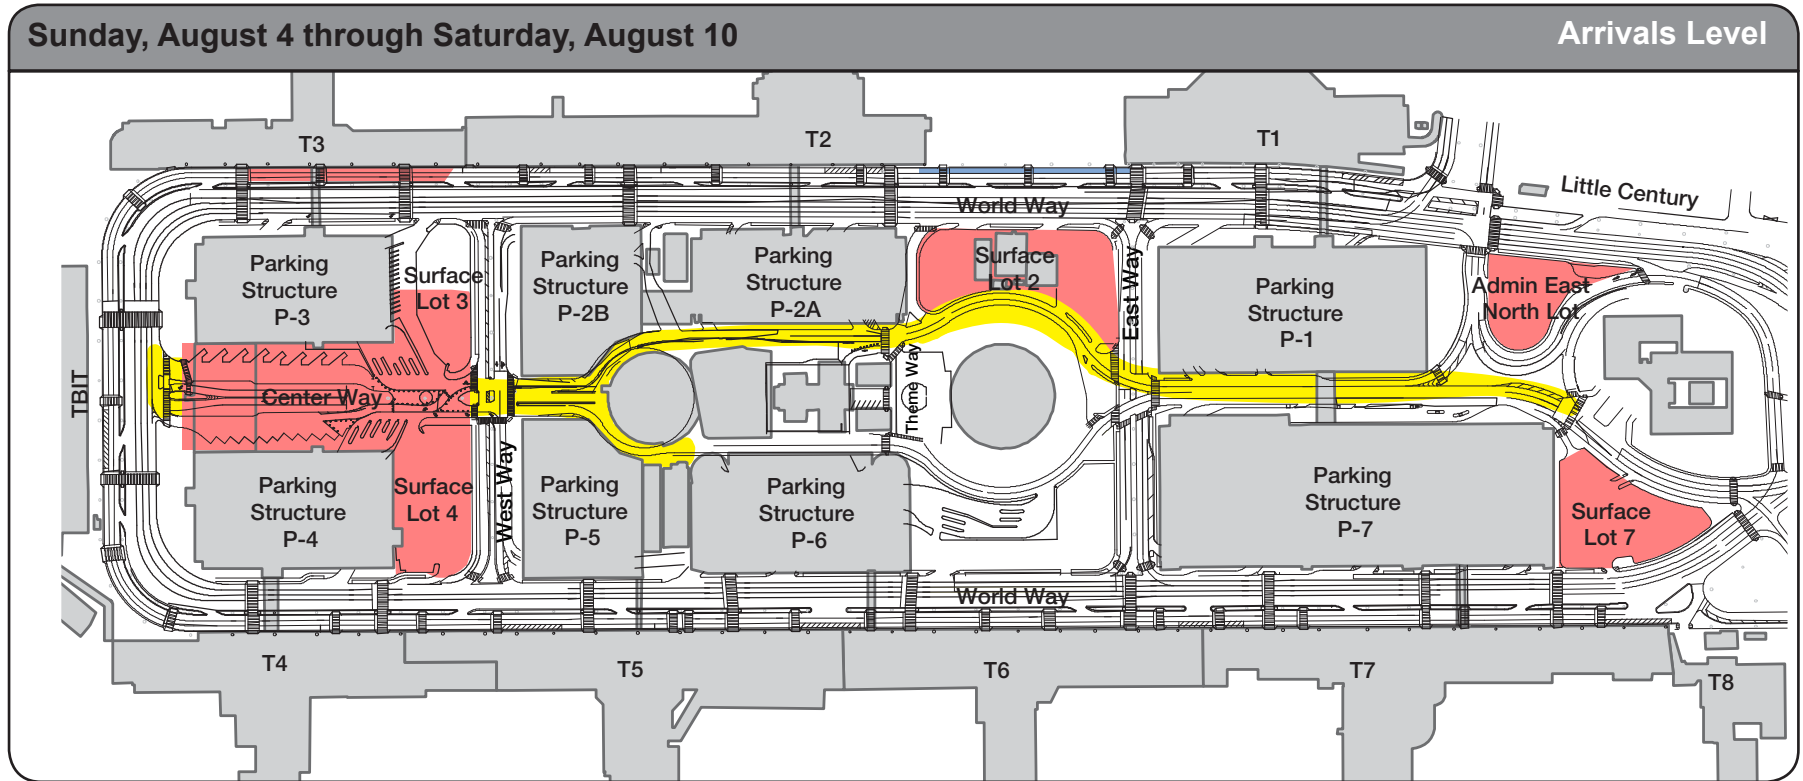 Sunday, August 4 through Saturday, August 10
Arrivals Level
T3
T2
T1
Little Century
World Way
Parking
Structure
P-3
Surface
Lot 3
Parking
Structure
P-2B
Parking
Structure
P-2A
Surface
Lot 2
East Way
Parking
Structure
P-1
Admin East
North Lot
TBIT
Center Way
Theme Way
West Way
Parking
Structure
P-4
Surface
Lot 4
Parking
Structure
P-5
Parking
Structure
P-6
Parking
Structure
P-7
Surface
Lot 7
World Way
T4
T5
T6
T7
T8